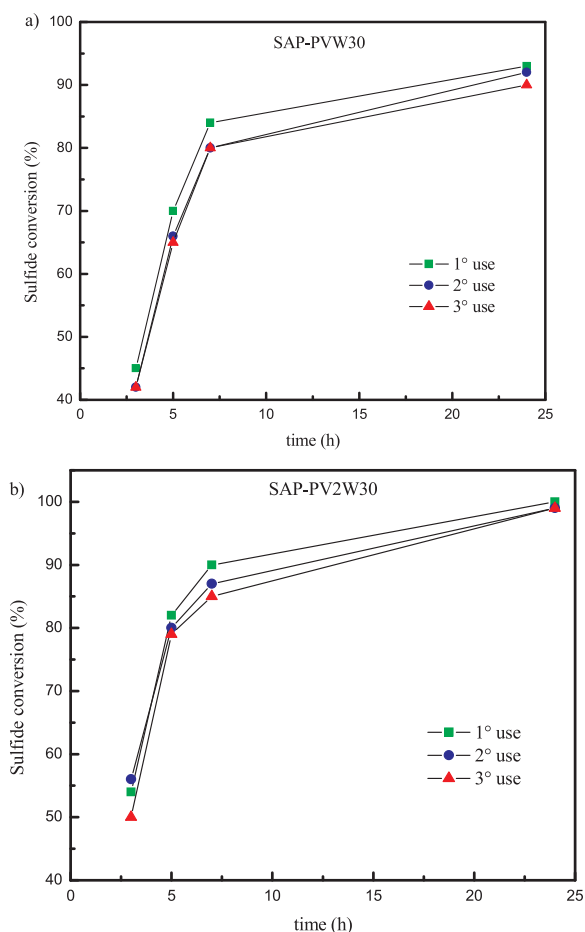 a)
SAP-PVW30
100
90
80
70
60
50
40
Sulfide conversion (%)
1° use
2° use
3° use
0 5 10 15 20 25
time (h)
b)
SAP-PV2W30
100
90
80
70
60
50
40
Sulfide conversion (%)
1° use
2° use
3° use
0 5 10 15 20 25
time (h)